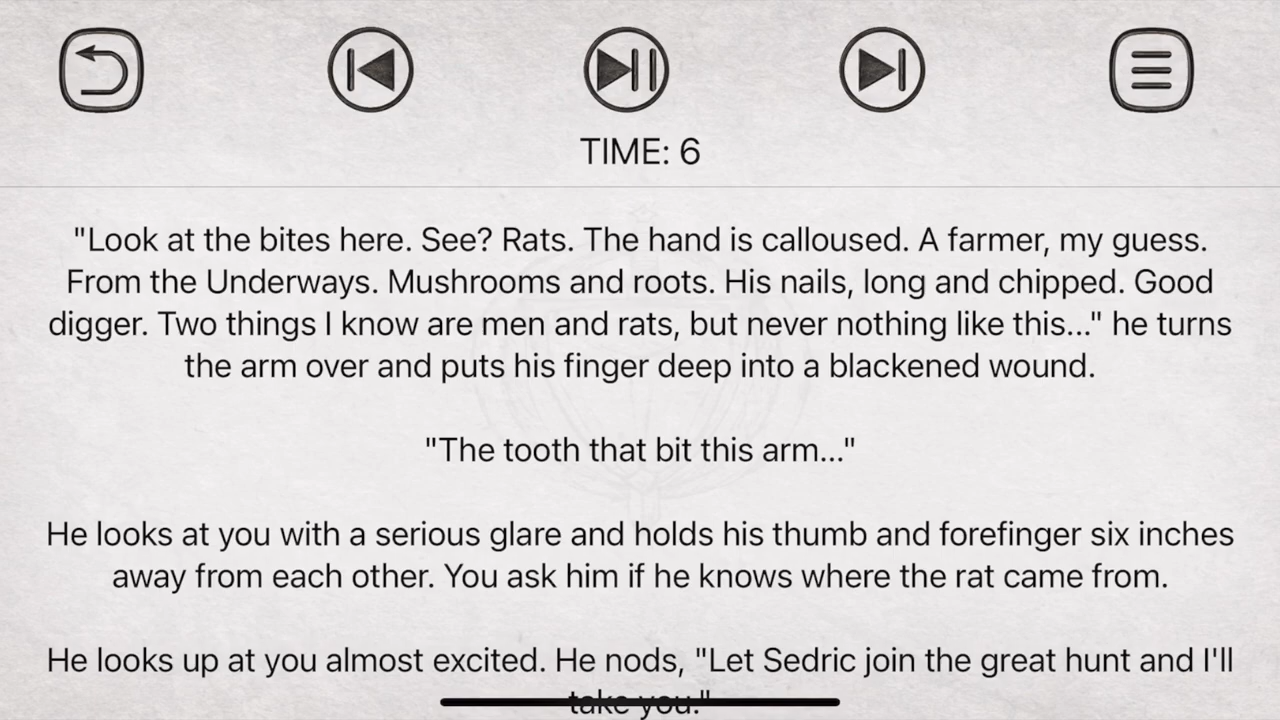 TIME: 6
"Look at the bites here. See? Rats. The hand is calloused. A farmer, my guess.
From the Underways. Mushrooms and roots. His nails, long and chipped. Good
digger. Two things I know are men and rats, but never nothing like this..." he turns
the arm over and puts his finger deep into a blackened wound.
"The tooth that bit this arm..."
He looks at you with a serious glare and holds his thumb and forefinger six inches
away from each other. You ask him if he knows where the rat came from.
He looks up at you almost excited. He nods, "Let Sedric join the great hunt and I'll
take you."